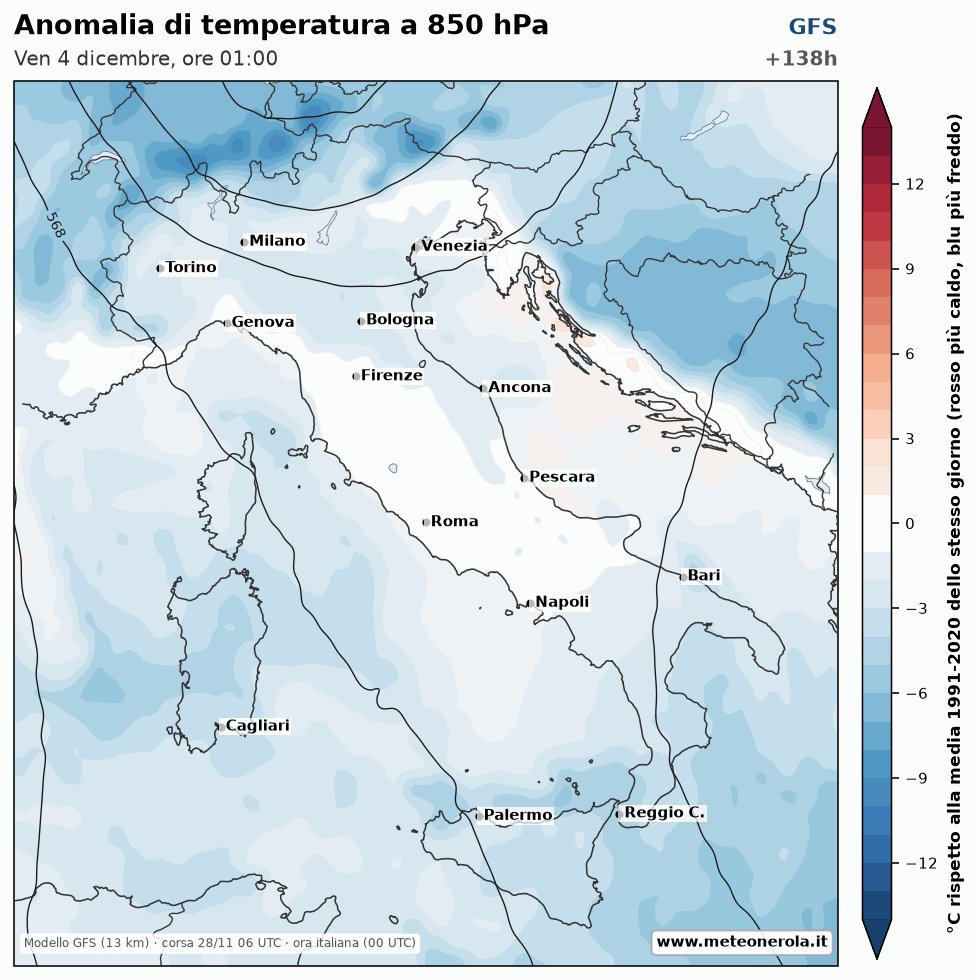 Anomalia di temperatura a 850 hPa
GFS
Ven 4 dicembre, ore 01:00
+138h
568
Milano
Venezia
Torino
Genova
Bologna
Firenze
Ancona
Pescara
Roma
Bari
Napoli
Cagliari
Palermo
Reggio C.
12
9
6
3
0
−3
−6
−9
−12
°C rispetto alla media 1991-2020 dello stesso giorno (rosso più caldo, blu più freddo)
Modello GFS (13 km) · corsa 28/11 06 UTC · ora italiana (00 UTC)
www.meteonerola.it